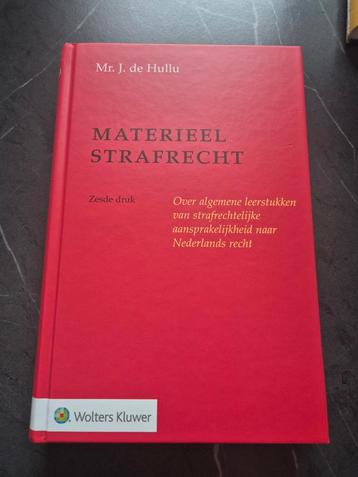 Mr. J. de Hullu
MATERIEEL
STRAFRECHT
Zesde druk
Over algemene leerstukken
van strafrechtelijke
aansprakelijkheid naar
Nederlands recht
Wolters Kluwer